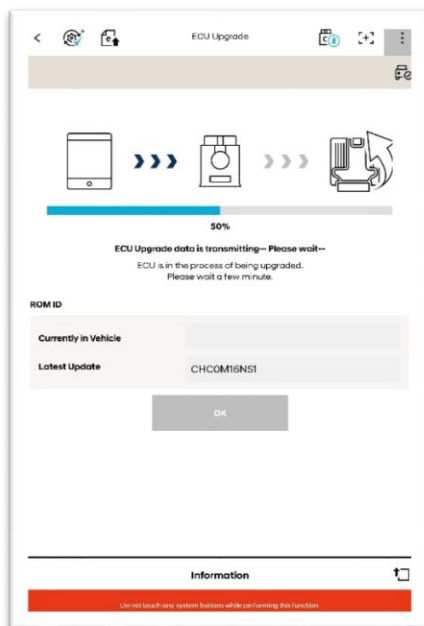 ECU Upgrade
50%
ECU Upgrade data is transmitting--- Please wait---
ECU is in the process of being upgraded.
Please wait a few minute.
ROM ID
Currently in Vehicle
Latest Update CHCOM16NS1
OK
Information
Do not touch any system buttons while performing this function.